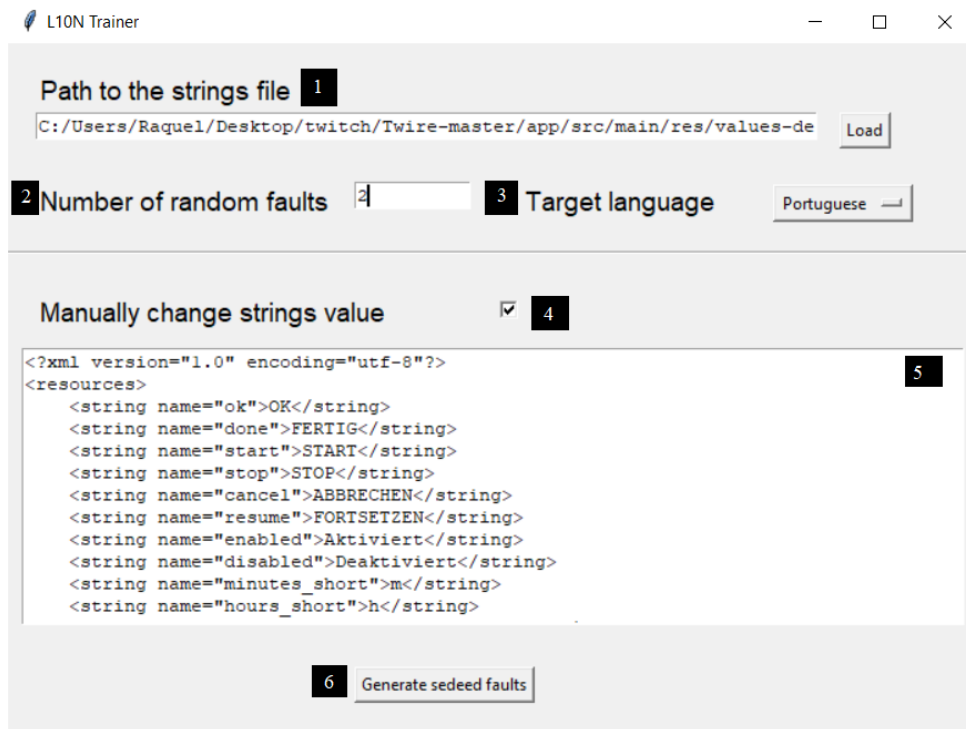 L10N Trainer
Path to the strings file 1
C:/Users/Raquel/Desktop/twitch/Twire-master/app/src/main/res/values-de Load
2 Number of random faults 2 3 Target language Portuguese
Manually change strings value 4
<?xml version="1.0" encoding="utf-8"?> 5
<resources>
<string name="ok">OK</string>
<string name="done">FERTIG</string>
<string name="start">START</string>
<string name="stop">STOP</string>
<string name="cancel">ABBRECHEN</string>
<string name="resume">FORTSETZEN</string>
<string name="enabled">Aktiviert</string>
<string name="disabled">Deaktiviert</string>
<string name="minutes_short">m</string>
<string name="hours_short">h</string>
6 Generate sedeed faults